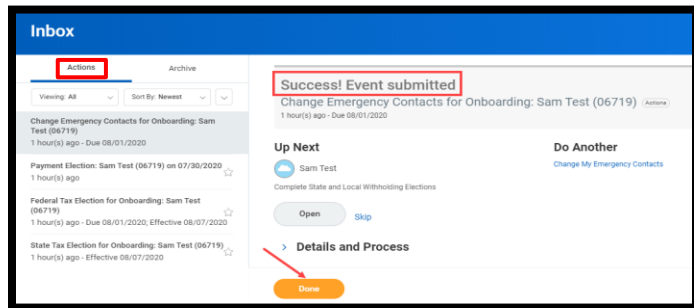 Inbox
Actions
Archive
Viewing: All
Sort By: Newest
Change Emergency Contacts for Onboarding: Sam
Test (06719)
1 hour(s) ago - Due 08/01/2020
Payment Election: Sam Test (06719) on 07/30/2020
1 hour(s) ago
Federal Tax Election for Onboarding: Sam Test
(06719)
1 hour(s) ago - Due 08/01/2020; Effective 08/07/2020
State Tax Election for Onboarding: Sam Test (06719)
1 hour(s) ago - Effective 08/07/2020
Success! Event submitted
Change Emergency Contacts for Onboarding: Sam Test (06719) Actions
1 hour(s) ago - Due 08/01/2020
Up Next
Sam Test
Complete State and Local Withholding Elections
Open
Skip
Details and Process
Do Another
Change My Emergency Contacts
Done